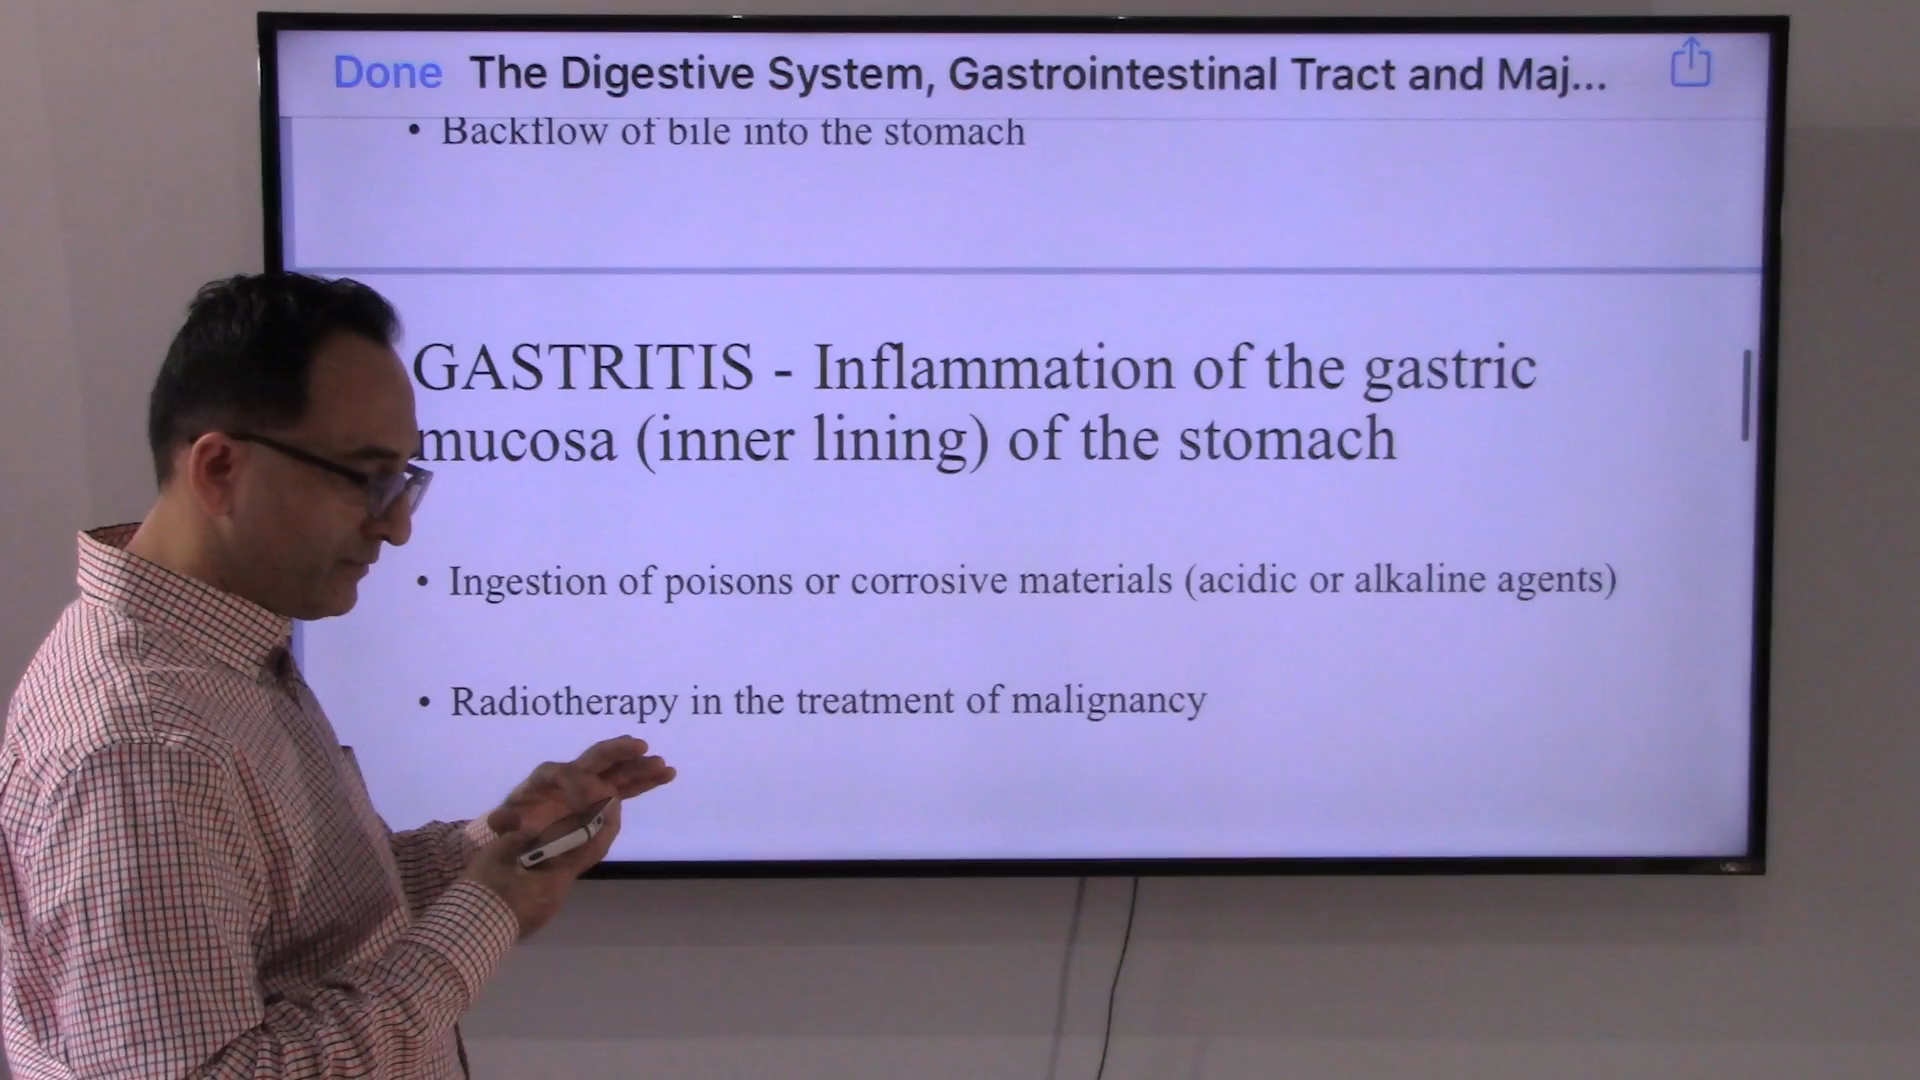 Done The Digestive System, Gastrointestinal Tract and Maj...
• Backflow of bile into the stomach
GASTRITIS - Inflammation of the gastric
mucosa (inner lining) of the stomach
• Ingestion of poisons or corrosive materials (acidic or alkaline agents)
• Radiotherapy in the treatment of malignancy